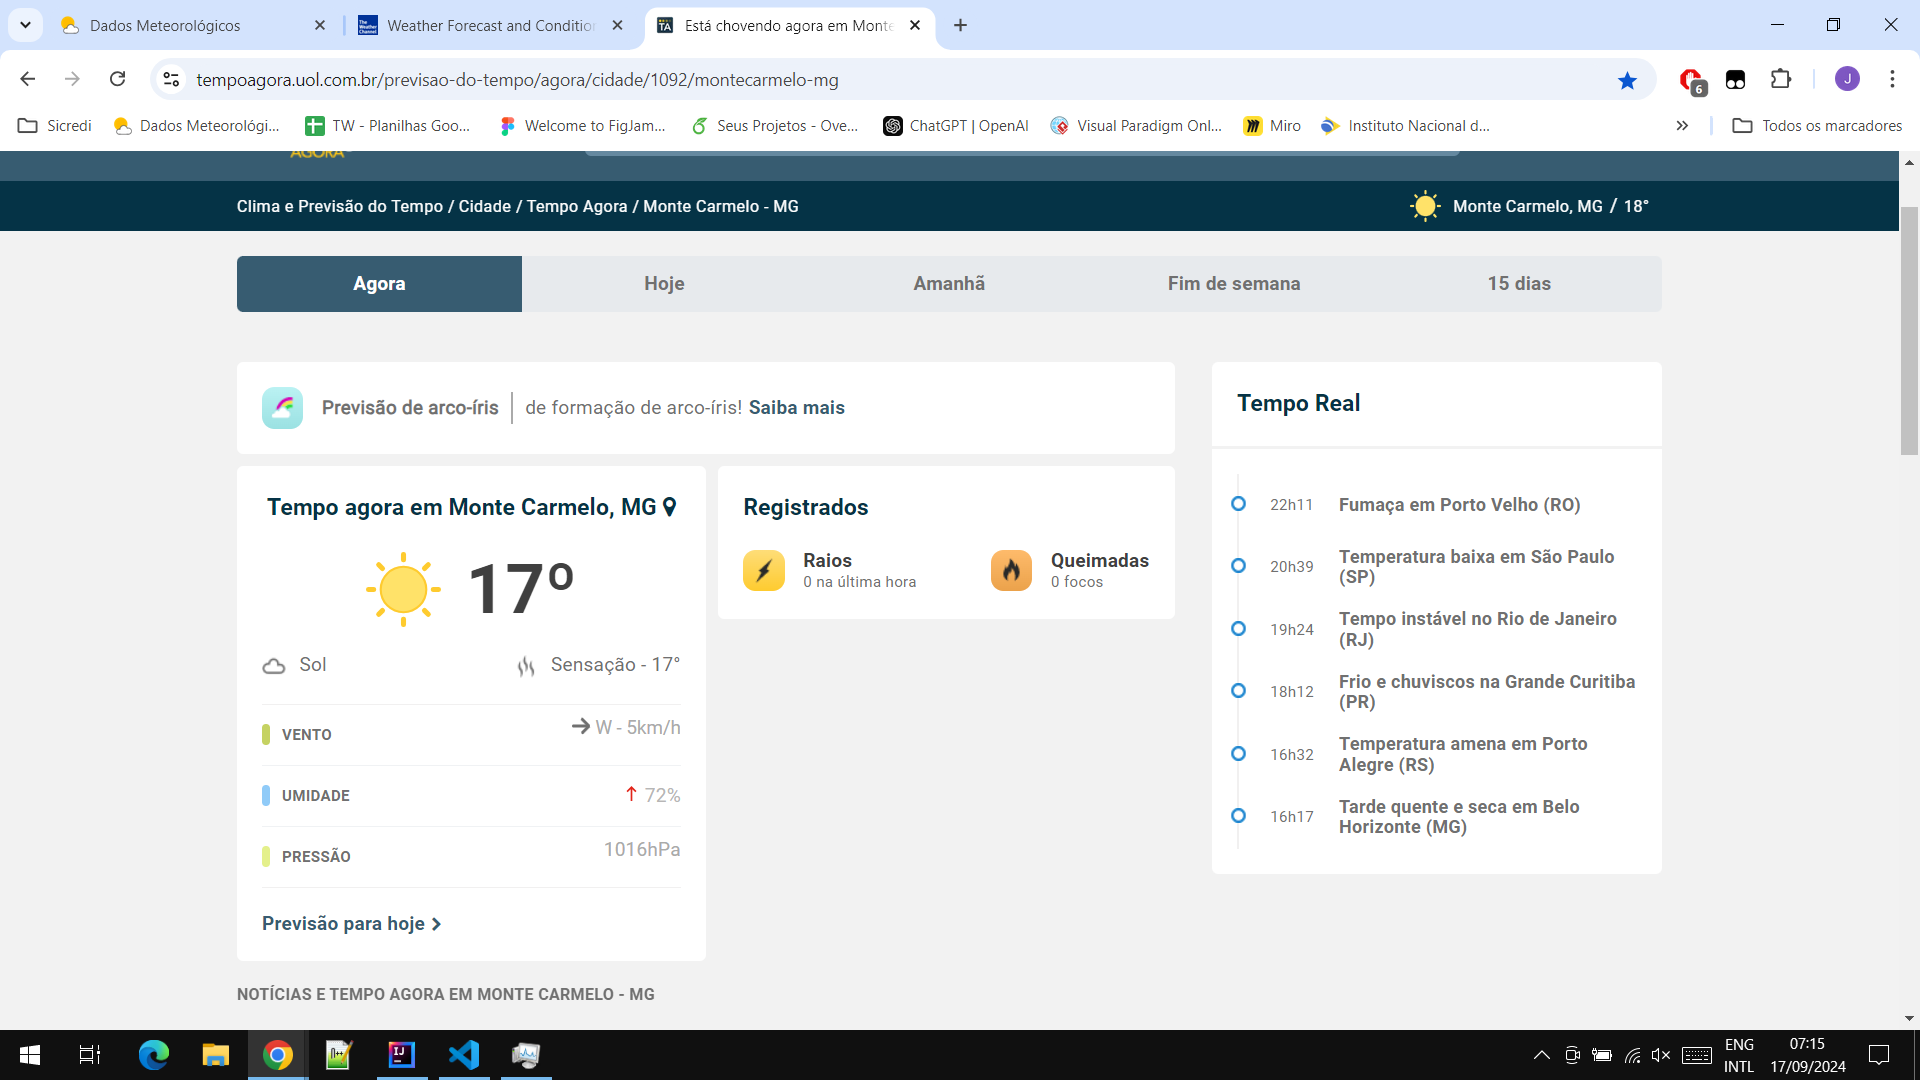 Dados Meteorológicos
Weather Forecast and Conditio
Está chovendo agora em Monte
tempoagora.uol.com.br/previsao-do-tempo/agora/cidade/1092/montecarmelo-mg
6
J
Sicredi
Dados Meteorológi...
TW - Planilhas Goo...
Welcome to FigJam...
Seus Projetos - Ove...
ChatGPT | OpenAI
Visual Paradigm Onl...
Miro
Instituto Nacional d...
Todos os marcadores
AGORA
Clima e Previsão do Tempo / Cidade / Tempo Agora / Monte Carmelo - MG
Monte Carmelo, MG / 18°
Agora
Hoje
Amanhã
Fim de semana
15 dias
Previsão de arco-íris
de formação de arco-íris! Saiba mais
Tempo agora em Monte Carmelo, MG
17º
Sol
Sensação - 17°
VENTO
W - 5km/h
UMIDADE
72%
PRESSÃO
1016hPa
Previsão para hoje
Registrados
Raios
0 na última hora
Queimadas
0 focos
Tempo Real
22h11
Fumaça em Porto Velho (RO)
20h39
Temperatura baixa em São Paulo
(SP)
19h24
Tempo instável no Rio de Janeiro
(RJ)
18h12
Frio e chuviscos na Grande Curitiba
(PR)
16h32
Temperatura amena em Porto
Alegre (RS)
16h17
Tarde quente e seca em Belo
Horizonte (MG)
NOTÍCIAS E TEMPO AGORA EM MONTE CARMELO - MG
ENG
INTL
07:15
17/09/2024